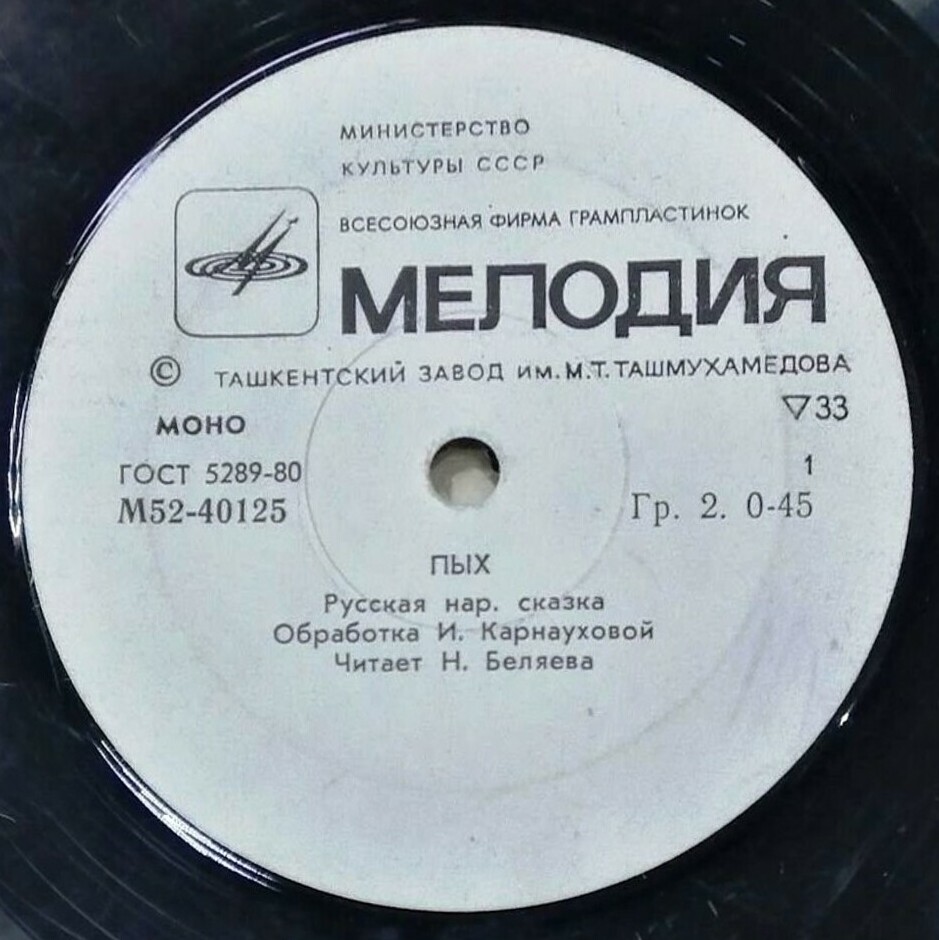 МИНИСТЕРСТВО
КУЛЬТУРЫ СССР
ВСЕСОЮЗНАЯ ФИРМА ГРАМПЛАСТИНОК
МЕЛОДИЯ
© ТАШКЕНТСКИЙ ЗАВОД ИМ. М.Т. ТАШМУХАМЕДОВА
МОНО ▽33
ГОСТ 5289-80 1
М52-40125 Гр. 2. 0-45
ПЫХ
Русская нар. сказка
Обработка И. Карнауховой
Читает Н. Беляева